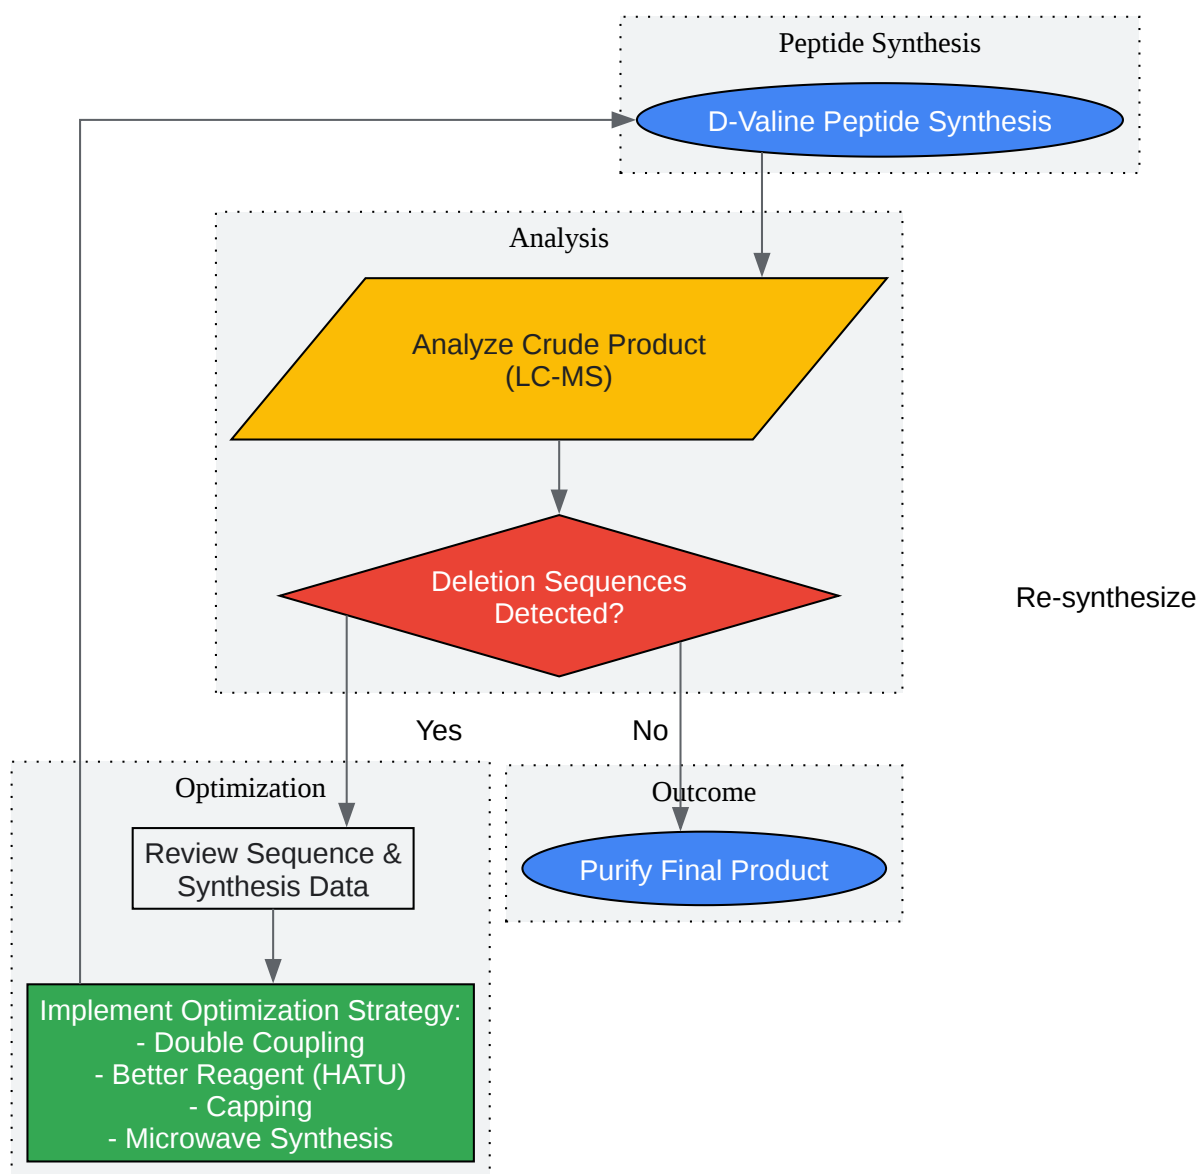 Peptide Synthesis
D-Valine Peptide Synthesis
Analysis
Analyze Crude Product
(LC-MS)
Deletion Sequences
Detected?
Re-synthesize
Yes
No
Optimization
Review Sequence &
Synthesis Data
Outcome
Purify Final Product
Implement Optimization Strategy:
- Double Coupling
- Better Reagent (HATU)
- Capping
- Microwave Synthesis